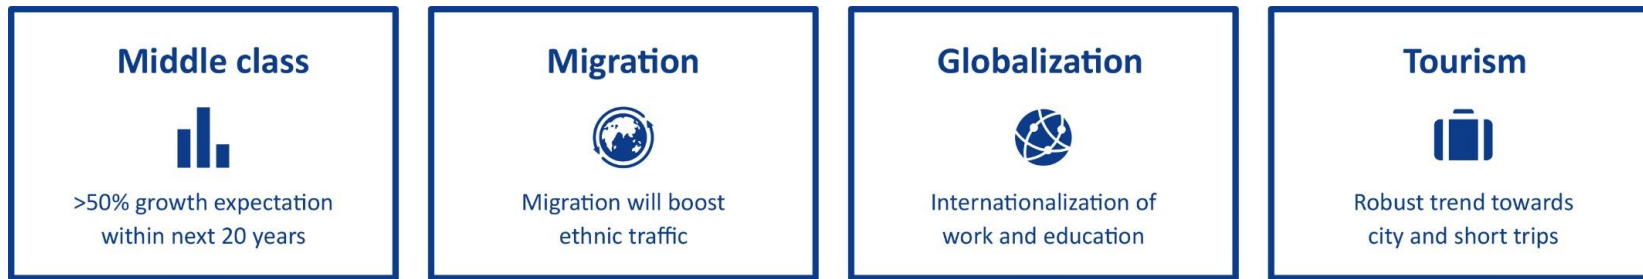 Middle class
>50% growth expectation
within next 20 years
Migration
Migration will boost
ethnic traffic
Globalization
Internationalization of
work and education
Tourism
Robust trend towards
city and short trips